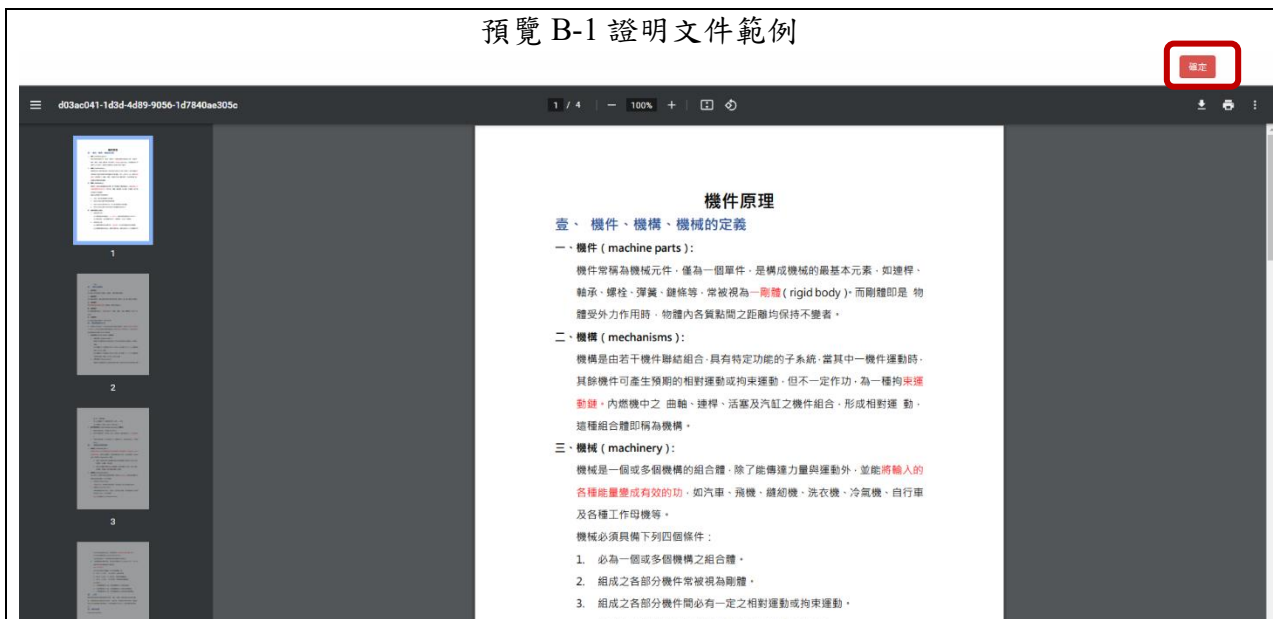 預覽 B-1 證明文件範例
確定
d03ac041-1d3d-4d89-9056-1d7840ae305c
1 / 4 | − 100% +
機件原理
壹、 機件、機構、機械的定義
一、機件 ( machine parts ):
機件常稱為機械元件,僅為一個單件,是構成機械的最基本元素,如連桿、
軸承、螺栓、彈簧、鏈條等,常被視為一剛體( rigid body )。而剛體即是 物
體受外力作用時,物體內各質點間之距離均保持不變者。
二、機構 ( mechanisms ):
機構是由若干機件聯結組合,具有特定功能的子系統,當其中一機件運動時,
其餘機件可產生預期的相對運動或拘束運動,但不一定作功,為一種拘束運
動鏈。內燃機中之 曲軸、連桿、活塞及汽缸之機件組合,形成相對運 動,
這種組合體即稱為機構。
三、機械 ( machinery ):
機械是一個或多個機構的組合體,除了能傳達力量與運動外,並能將輸入的
各種能量變成有效的功,如汽車、飛機、縫紉機、洗衣機、冷氣機、自行車
及各種工作母機等。
機械必須具備下列四個條件:
1. 必為一個或多個機構之組合體。
2. 組成之各部分機件常被視為剛體。
3. 組成之各部分機件間必有一定之相對運動或拘束運動。
1
2
3